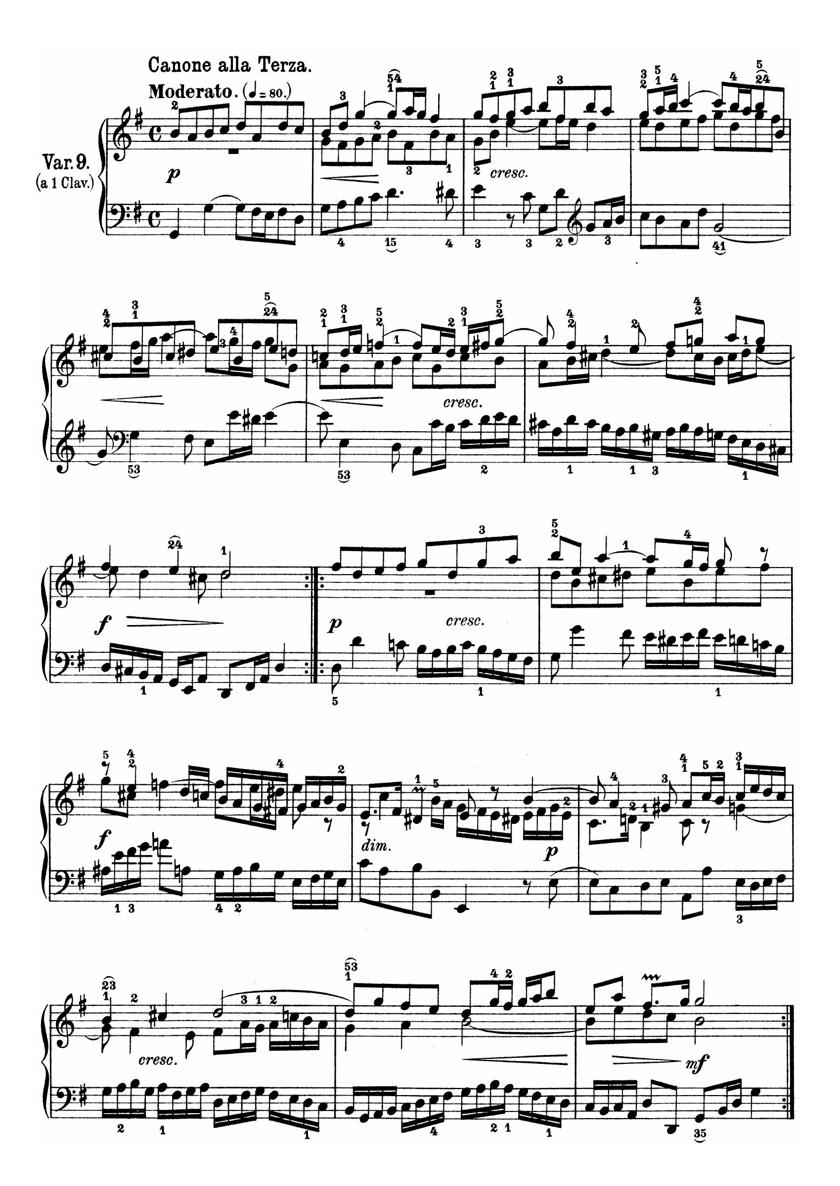 Canone alla Terza.
Moderato. (♩=80.)
Var. 9.
(a 1 Clav.)
p
cresc.
cresc.
f
p
cresc.
f
dim.
p
cresc.
mf